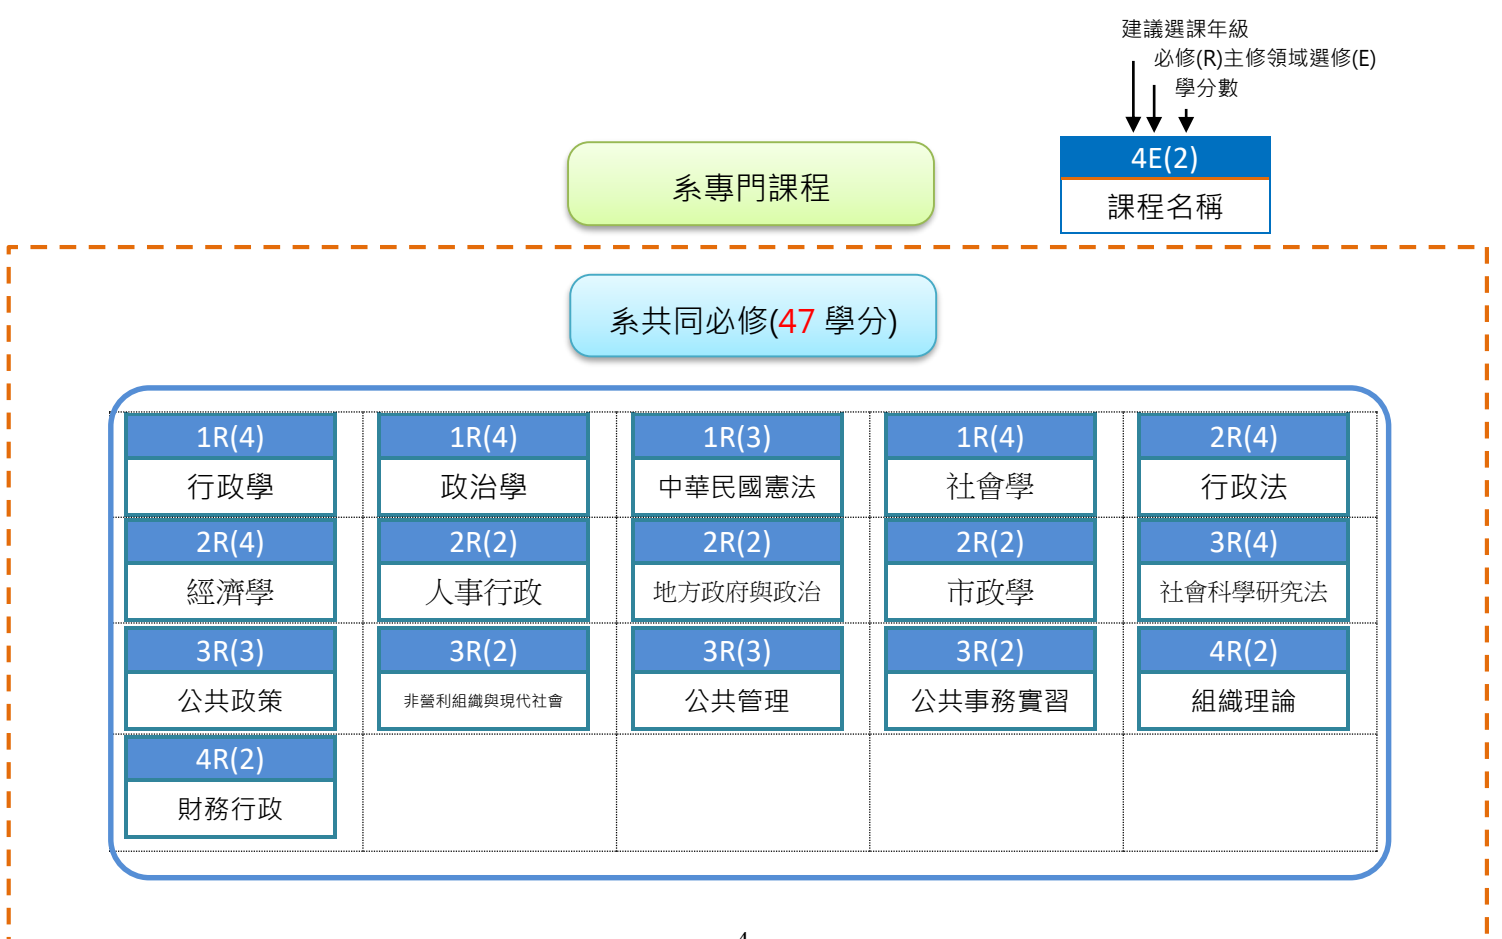 建議選課年級
必修(R)主修領域選修(E)
學分數
4E(2)
課程名稱
系專門課程
系共同必修(47 學分)
1R(4) 1R(4) 1R(3) 1R(4) 2R(4)
行政學 政治學 中華民國憲法 社會學 行政法
2R(4) 2R(2) 2R(2) 2R(2) 3R(4)
經濟學 人事行政 地方政府與政治 市政學 社會科學研究法
3R(3) 3R(2) 3R(3) 3R(2) 4R(2)
公共政策 非營利組織與現代社會 公共管理 公共事務實習 組織理論
4R(2)
財務行政